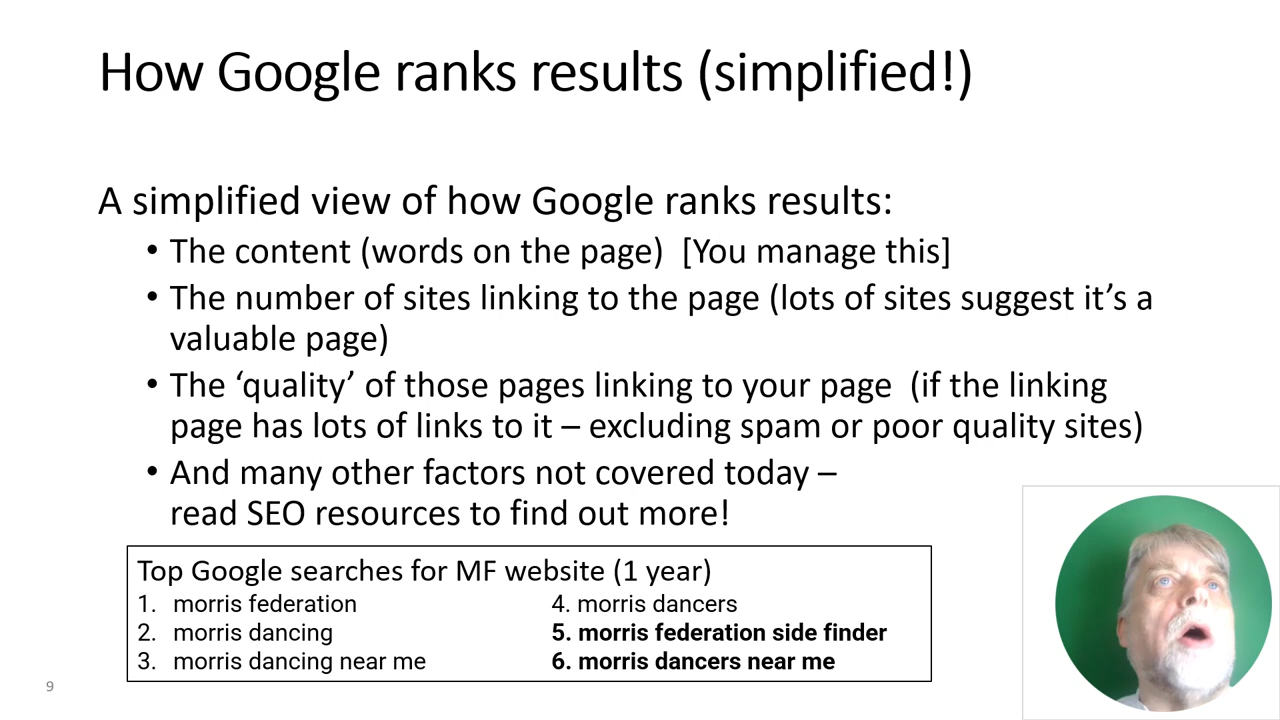 How Google ranks results (simplified!)
A simplified view of how Google ranks results:
• The content (words on the page)  [You manage this]
• The number of sites linking to the page (lots of sites suggest it’s a
valuable page)
• The ‘quality’ of those pages linking to your page  (if the linking
page has lots of links to it – excluding spam or poor quality sites)
• And many other factors not covered today –
read SEO resources to find out more!
Top Google searches for MF website (1 year)
1. morris federation
2. morris dancing
3. morris dancing near me
4. morris dancers
5. morris federation side finder
6. morris dancers near me
9